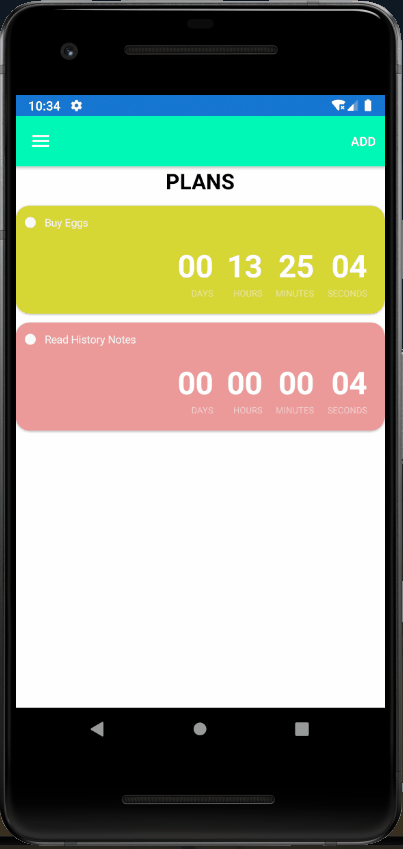 10:34
ADD
PLANS
Buy Eggs
00 13 25 04
DAYS HOURS MINUTES SECONDS
Read History Notes
00 00 00 04
DAYS HOURS MINUTES SECONDS